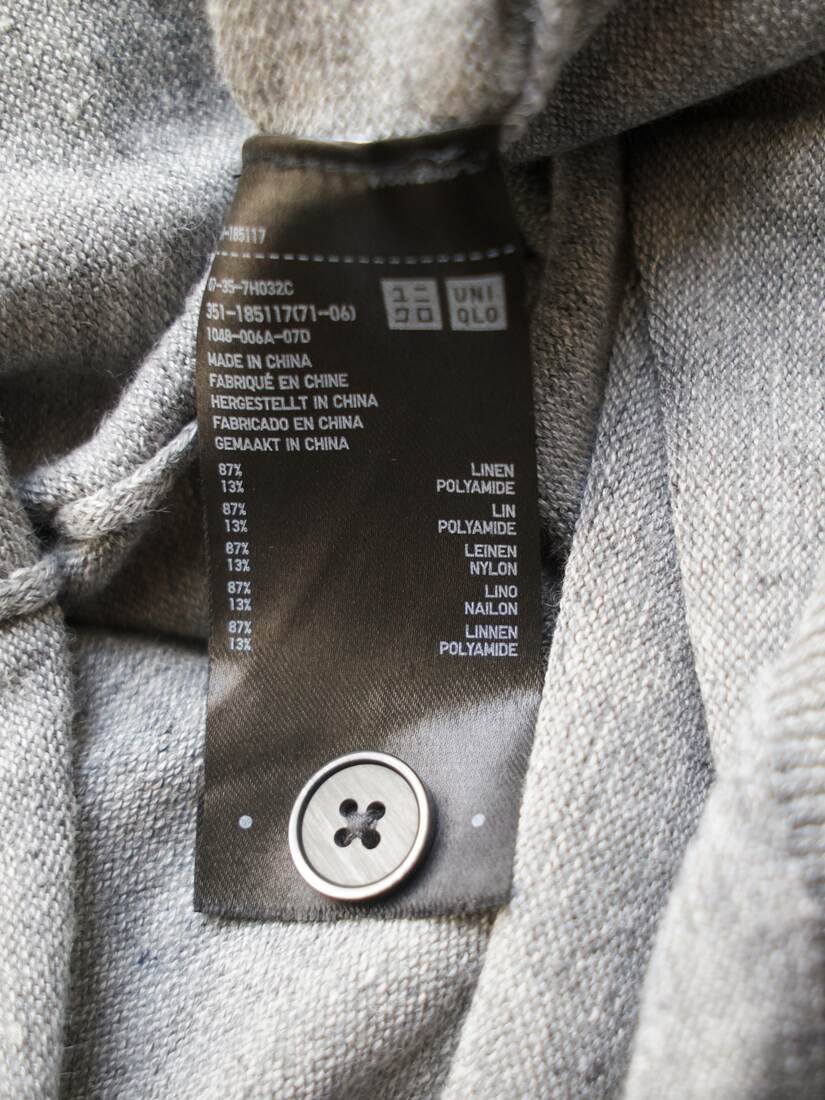 -185117
07-35-7H032C
ユニ UNI
クロ QLO
351-185117(71-06)
1048-006A-07D
MADE IN CHINA
FABRIQUÉ EN CHINE
HERGESTELLT IN CHINA
FABRICADO EN CHINA
GEMAAKT IN CHINA
87% LINEN
13% POLYAMIDE
87% LIN
13% POLYAMIDE
87% LEINEN
13% NYLON
87% LINO
13% NAILON
87% LINNEN
13% POLYAMIDE